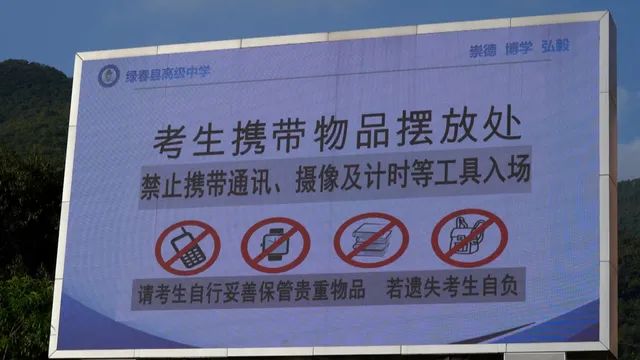 绿春县高级中学
崇德 博学 弘毅
考生携带物品摆放处
禁止携带通讯、摄像及计时等工具入场
请考生自行妥善保管贵重物品 若遗失考生自负